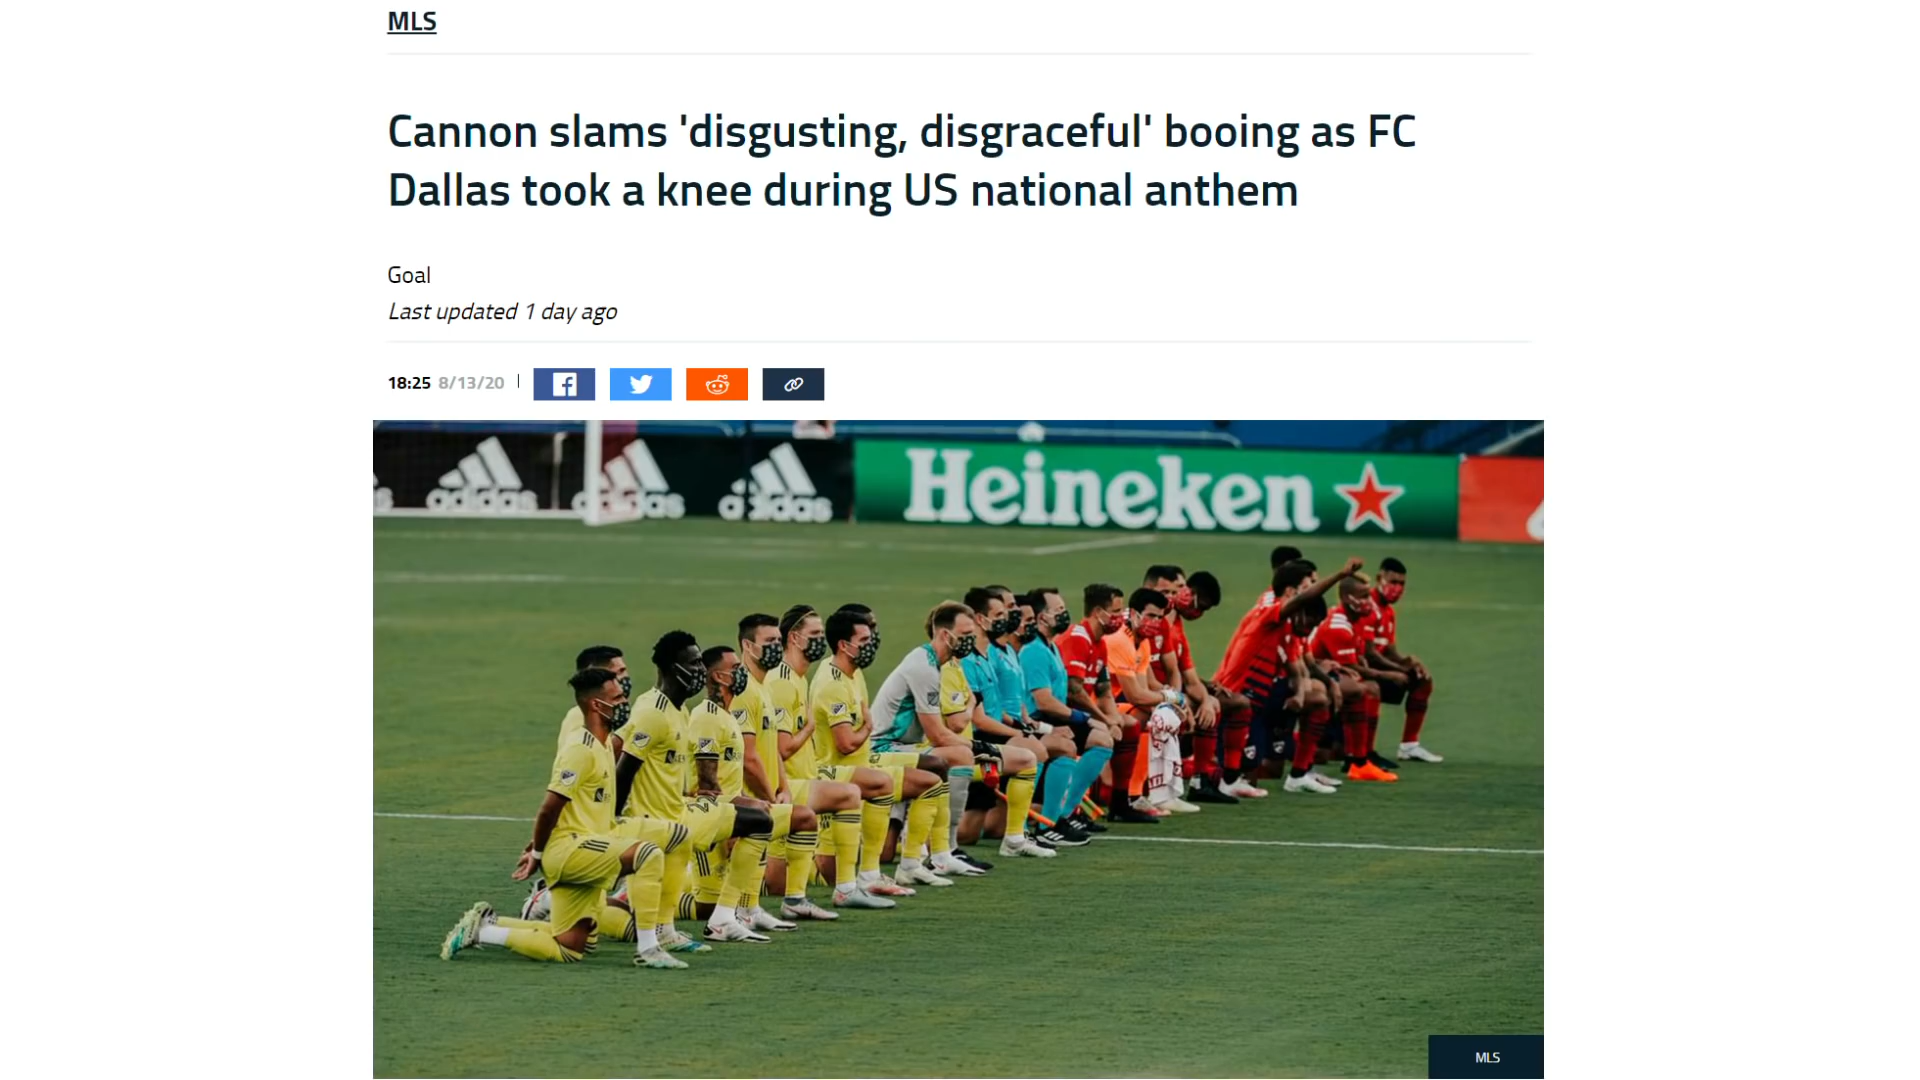 MLS
Cannon slams 'disgusting, disgraceful' booing as FC
Dallas took a knee during US national anthem
Goal
Last updated 1 day ago
18:25 8/13/20
adidas adidas adidas Heineken
MLS